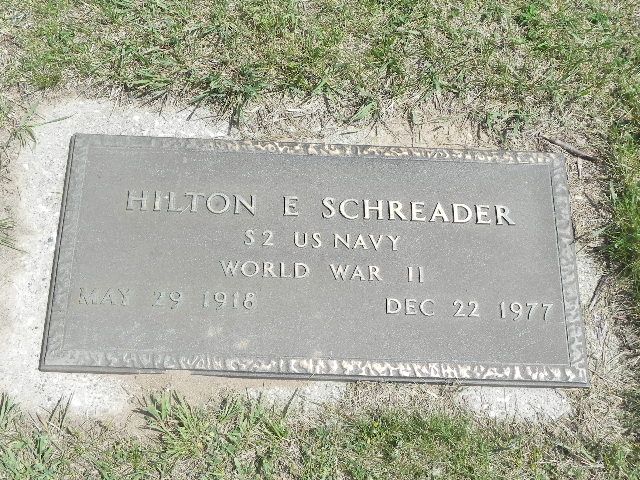 HILTON E SCHREADER
S2 US NAVY
WORLD WAR II
MAY 29 1918 DEC 22 1977